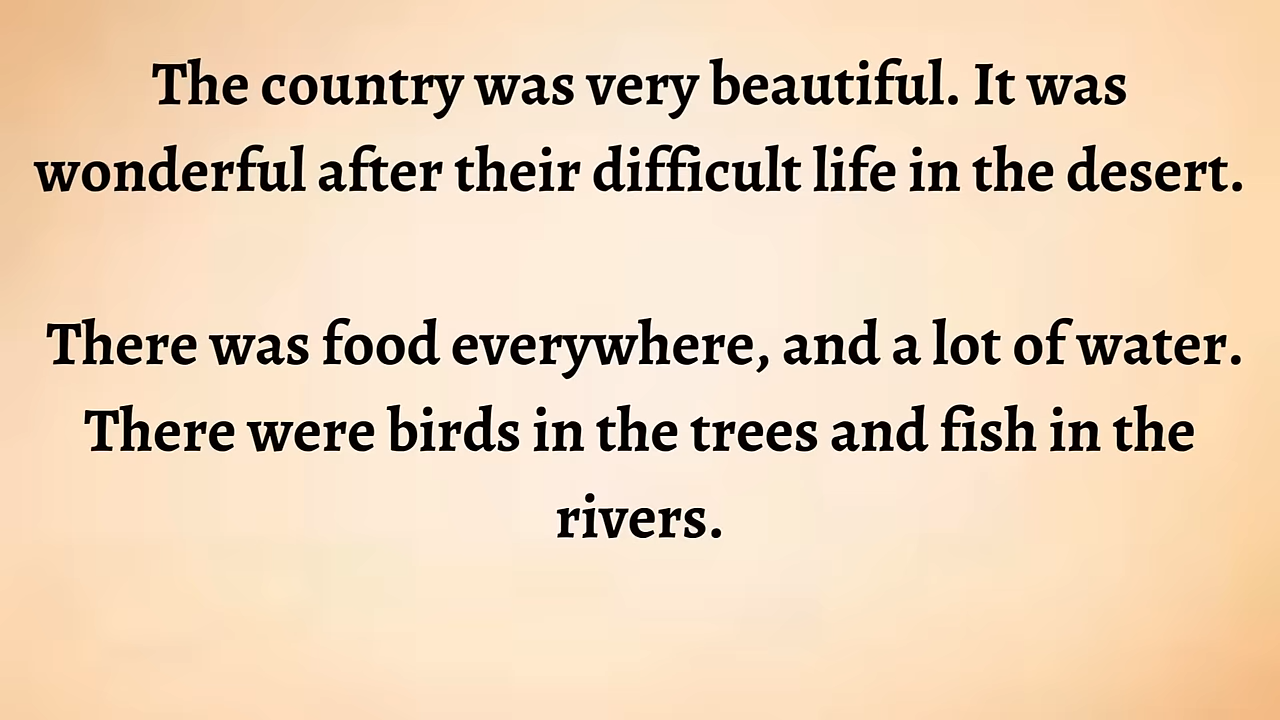 The country was very beautiful. It was
wonderful after their difficult life in the desert.
There was food everywhere, and a lot of water.
There were birds in the trees and fish in the
rivers.